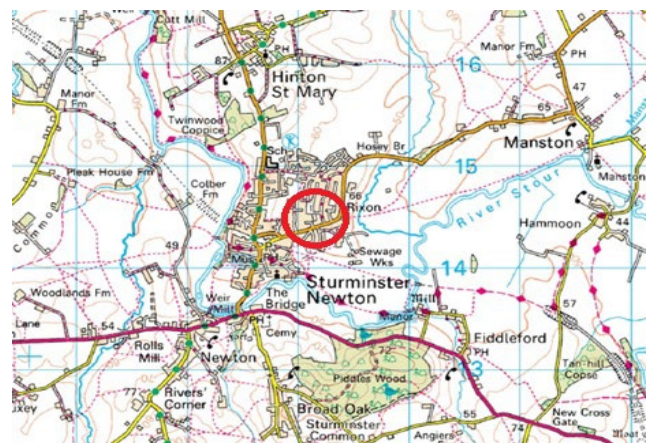 Cutt Mill
PH
Manor Fm
16
PH
87
Hinton
St Mary
47
Manor
Fm
65
Twinwood
Coppice
Manston
Sch
Hosey Br
15
Pleak House Fm
Manston
Colber
Fm
66
Rixon
River Stour
Hammoon
44
Common
49
Sewage
Wks
Mus
14
Sturminster
Newton
Woodlands Fm
Weir
Mill
The
Bridge
Mill
57
Lane
54
Manor
Fiddleford
PH
Cemy
Rolls
Mill
Newton
72
PH
Tan-hill
Copse
Piddles Wood
Rivers'
Corner
77
Broad Oak
New Cross
Gate
Sturminster
Common
55
Angiers
74